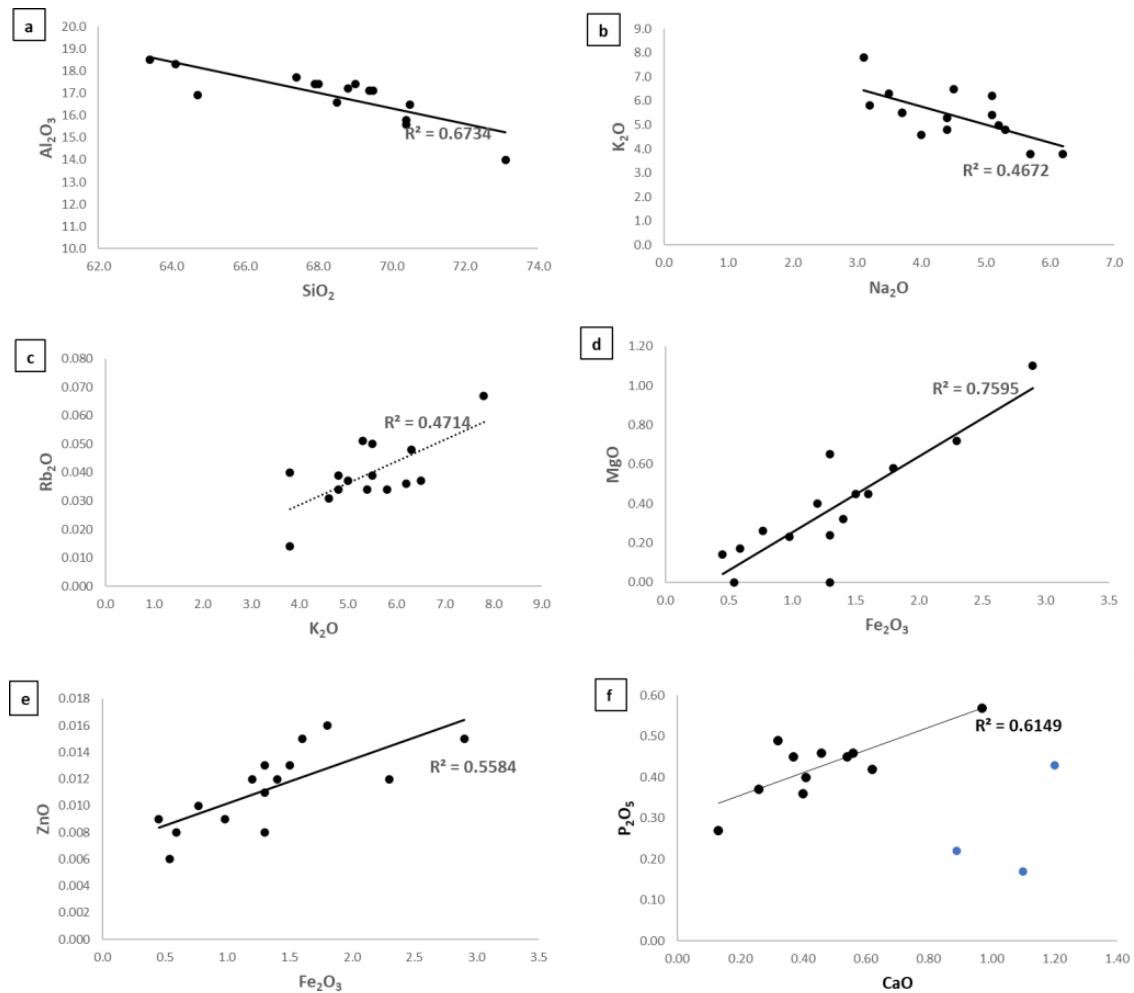 a
20.0
19.0
18.0
17.0
16.0
15.0
14.0
13.0
12.0
11.0
10.0
Al₂O₃
R² = 0.6734
62.0 64.0 66.0 68.0 70.0 72.0 74.0
SiO₂
b
9.0
8.0
7.0
6.0
5.0
4.0
3.0
2.0
1.0
0.0
K₂O
R² = 0.4672
0.0 1.0 2.0 3.0 4.0 5.0 6.0 7.0
Na₂O
c
0.080
0.070
0.060
0.050
0.040
0.030
0.020
0.010
0.000
Rb₂O
R² = 0.4714
0.0 1.0 2.0 3.0 4.0 5.0 6.0 7.0 8.0 9.0
K₂O
d
1.20
1.00
0.80
0.60
0.40
0.20
0.00
MgO
R² = 0.7595
0.0 0.5 1.0 1.5 2.0 2.5 3.0 3.5
Fe₂O₃
e
0.018
0.016
0.014
0.012
0.010
0.008
0.006
0.004
0.002
0.000
ZnO
R² = 0.5584
0.0 0.5 1.0 1.5 2.0 2.5 3.0 3.5
Fe₂O₃
f
0.60
0.50
0.40
0.30
0.20
0.10
0.00
P₂O₅
R² = 0.6149
0.00 0.20 0.40 0.60 0.80 1.00 1.20 1.40
CaO